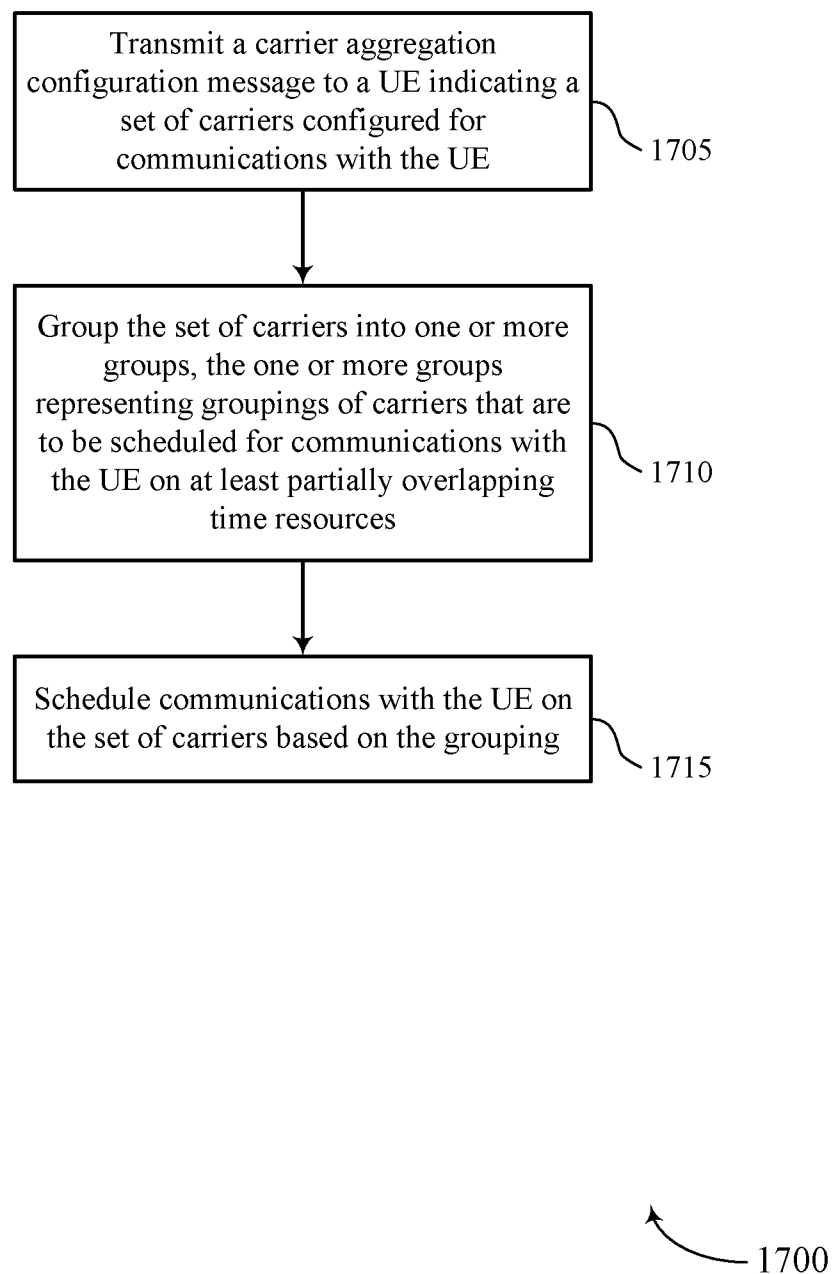 Transmit a carrier aggregation
configuration message to a UE indicating a
set of carriers configured for
communications with the UE
1705
Group the set of carriers into one or more
groups, the one or more groups
representing groupings of carriers that are
to be scheduled for communications with
the UE on at least partially overlapping
time resources
1710
Schedule communications with the UE on
the set of carriers based on the grouping
1715
1700